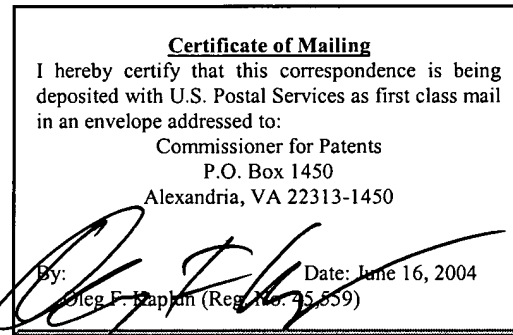 Certificate of Mailing
I hereby certify that this correspondence is being
deposited with U.S. Postal Services as first class mail
in an envelope addressed to:
Commissioner for Patents
P.O. Box 1450
Alexandria, VA 22313-1450
By: Date: June 16, 2004
Oleg F. Kaplun (Reg. No. 45,559)